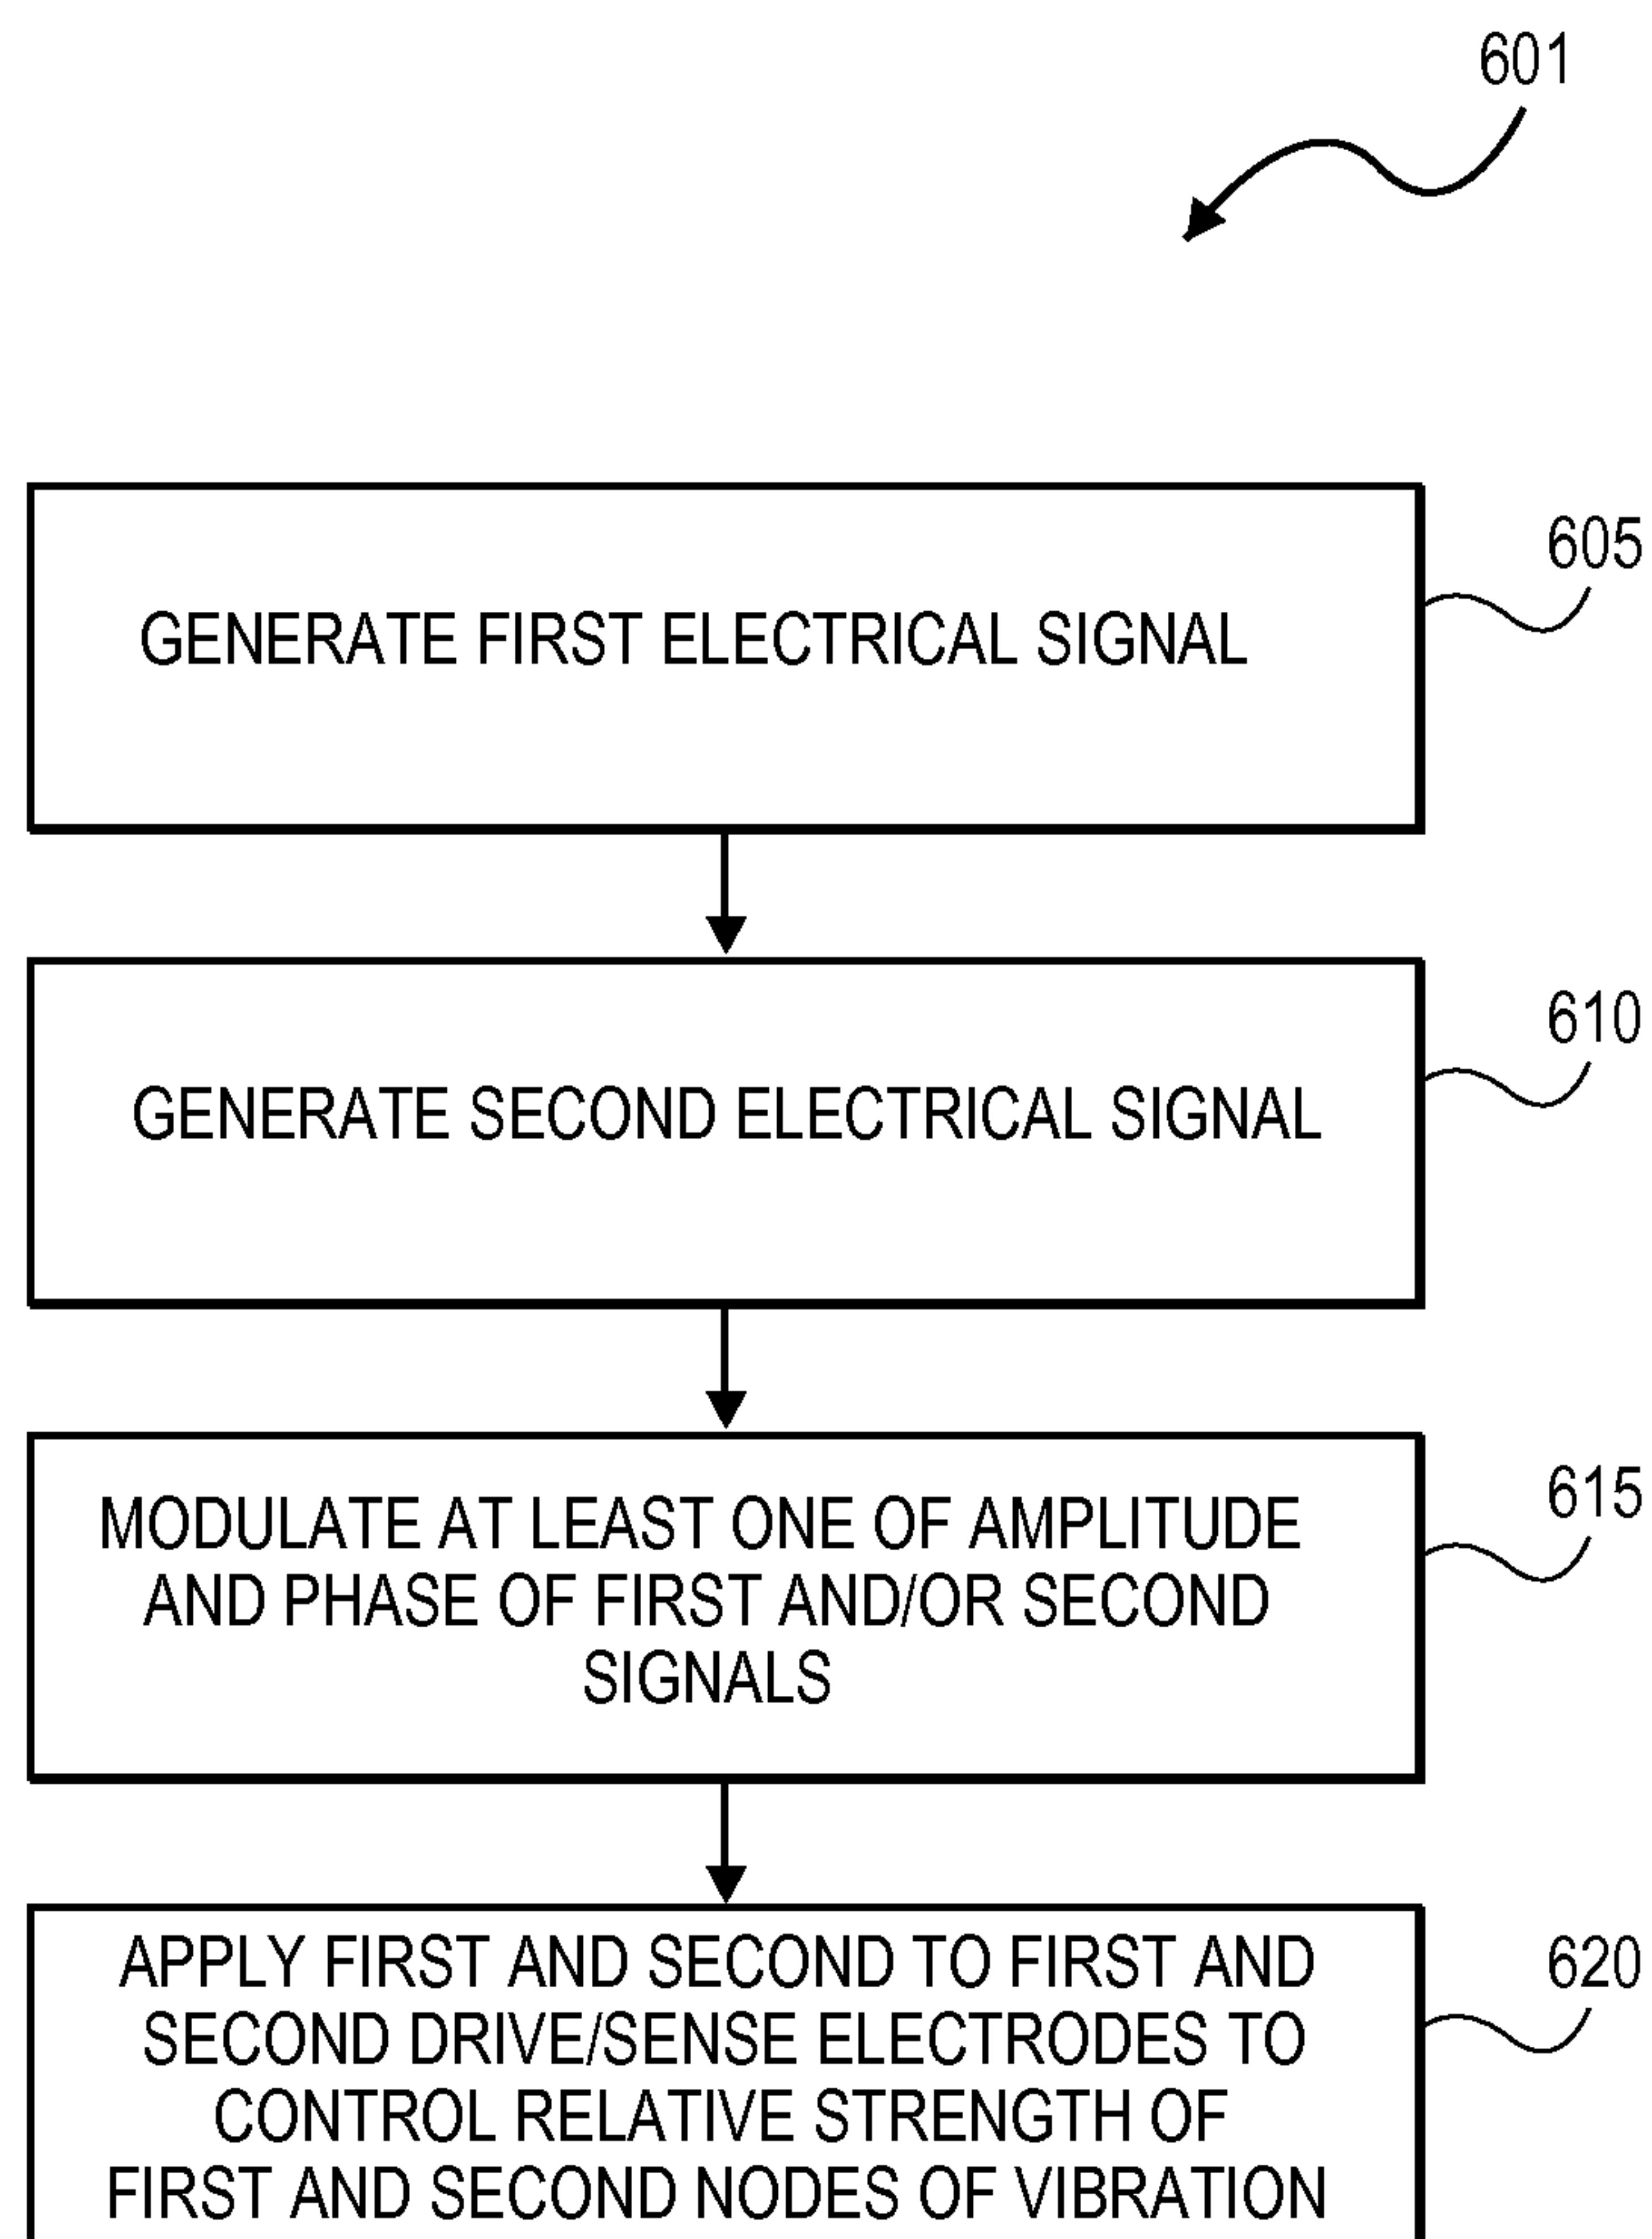 601
GENERATE FIRST ELECTRICAL SIGNAL
605
GENERATE SECOND ELECTRICAL SIGNAL
610
MODULATE AT LEAST ONE OF AMPLITUDE
AND PHASE OF FIRST AND/OR SECOND
SIGNALS
615
APPLY FIRST AND SECOND TO FIRST AND
SECOND DRIVE/SENSE ELECTRODES TO
CONTROL RELATIVE STRENGTH OF
FIRST AND SECOND NODES OF VIBRATION
620